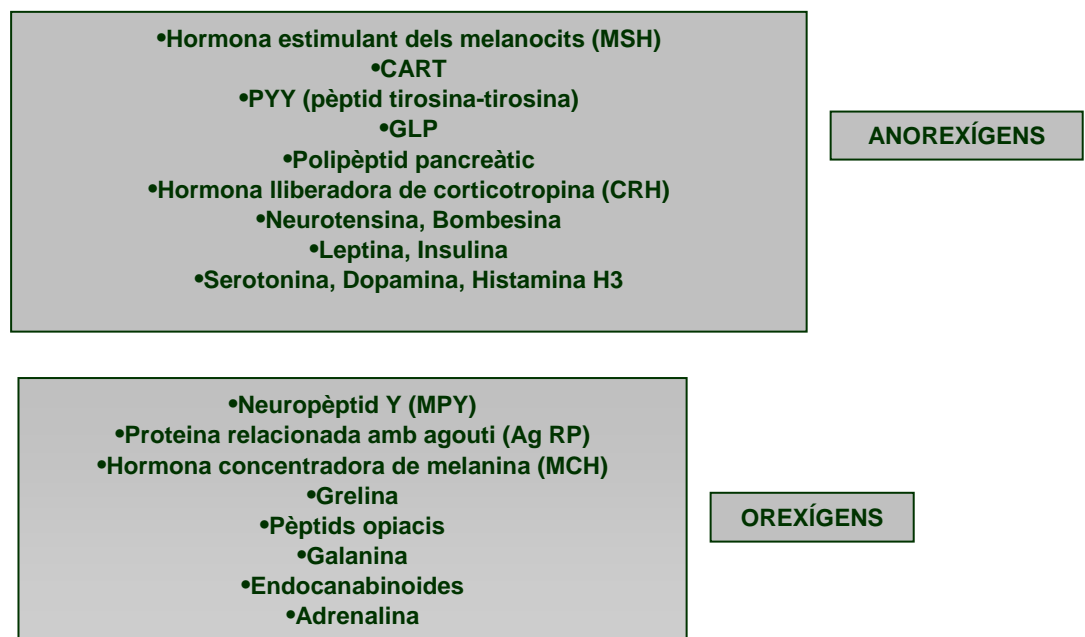 •Hormona estimulant dels melanocits (MSH)
•CART
•PYY (pèptid tirosina-tirosina)
•GLP
•Polipèptid pancreàtic
•Hormona lliberadora de corticotropina (CRH)
•Neurotensina, Bombesina
•Leptina, Insulina
•Serotonina, Dopamina, Histamina H3
ANOREXÍGENS
•Neuropèptid Y (MPY)
•Proteina relacionada amb agouti (Ag RP)
•Hormona concentradora de melanina (MCH)
•Grelina
•Pèptids opiacis
•Galanina
•Endocanabinoides
•Adrenalina
OREXÍGENS